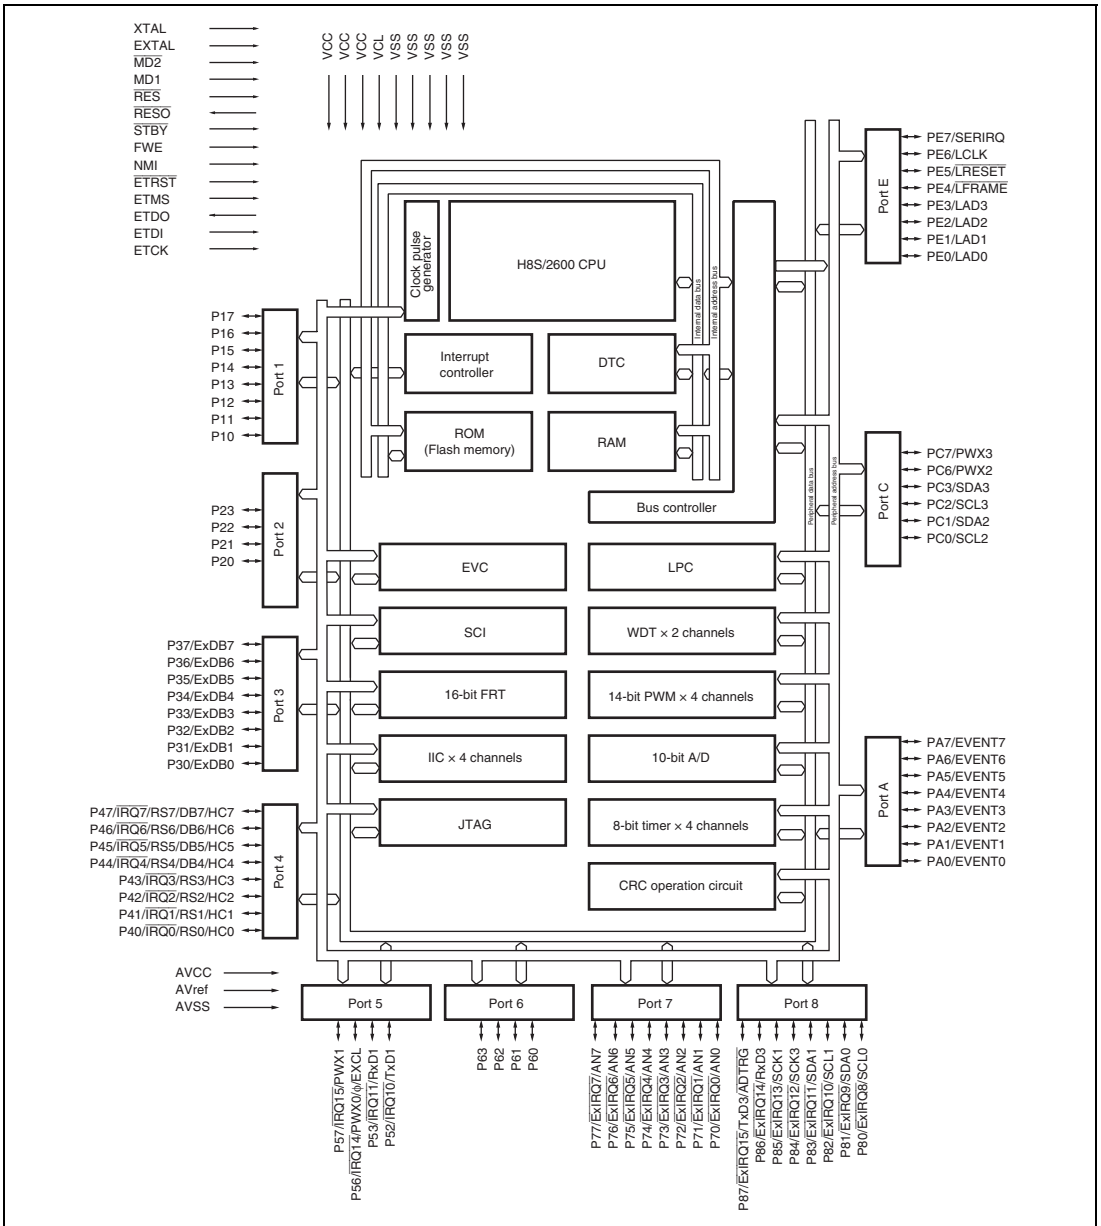 XTAL
EXTAL
MD2
MD1
RES
RESO
STBY
FWE
NMI
ETRST
ETMS
ETDO
ETDI
ETCK
VCC
VCC
VCC
VCL
VSS
VSS
VSS
VSS
VSS
Clock pulse
generator
H8S/2600 CPU
Internal data bus
Internal address bus
Interrupt
controller
DTC
ROM
(Flash memory)
RAM
Bus controller
Peripheral data bus
Peripheral address bus
EVC
LPC
SCI
WDT × 2 channels
16-bit FRT
14-bit PWM × 4 channels
IIC × 4 channels
10-bit A/D
JTAG
8-bit timer × 4 channels
CRC operation circuit
P17
P16
P15
P14
P13
P12
P11
P10
Port 1
P23
P22
P21
P20
Port 2
P37/ExDB7
P36/ExDB6
P35/ExDB5
P34/ExDB4
P33/ExDB3
P32/ExDB2
P31/ExDB1
P30/ExDB0
Port 3
P47/IRQ7/RS7/DB7/HC7
P46/IRQ6/RS6/DB6/HC6
P45/IRQ5/RS5/DB5/HC5
P44/IRQ4/RS4/DB4/HC4
P43/IRQ3/RS3/HC3
P42/IRQ2/RS2/HC2
P41/IRQ1/RS1/HC1
P40/IRQ0/RS0/HC0
Port 4
AVCC
AVref
AVSS
Port E
PE7/SERIRQ
PE6/LCLK
PE5/LRESET
PE4/LFRAME
PE3/LAD3
PE2/LAD2
PE1/LAD1
PE0/LAD0
Port C
PC7/PWX3
PC6/PWX2
PC3/SDA3
PC2/SCL3
PC1/SDA2
PC0/SCL2
Port A
PA7/EVENT7
PA6/EVENT6
PA5/EVENT5
PA4/EVENT4
PA3/EVENT3
PA2/EVENT2
PA1/EVENT1
PA0/EVENT0
Port 5
Port 6
Port 7
Port 8
P57/IRQ15/PWX1
P56/IRQ14/PWX0/φ/EXCL
P53/IRQ11/RxD1
P52/IRQ10/TxD1
P63
P62
P61
P60
P77/ExIRQ7/AN7
P76/ExIRQ6/AN6
P75/ExIRQ5/AN5
P74/ExIRQ4/AN4
P73/ExIRQ3/AN3
P72/ExIRQ2/AN2
P71/ExIRQ1/AN1
P70/ExIRQ0/AN0
P87/ExIRQ15/TxD3/ADTRG
P86/ExIRQ14/RxD3
P85/ExIRQ13/SCK1
P84/ExIRQ12/SCK3
P83/ExIRQ11/SDA1
P82/ExIRQ10/SCL1
P81/ExIRQ9/SDA0
P80/ExIRQ8/SCL0